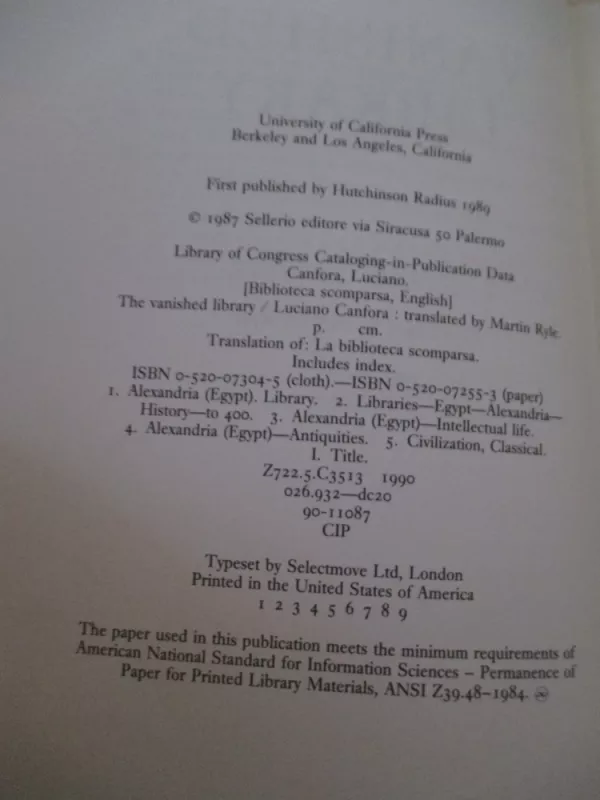 University of California Press
Berkeley and Los Angeles, California
First published by Hutchinson Radius 1989
© 1987 Sellerio editore via Siracusa 50 Palermo
Library of Congress Cataloging-in-Publication Data
Canfora, Luciano.
[Biblioteca scomparsa, English]
The vanished library / Luciano Canfora : translated by Martin Ryle.
p. cm.
Translation of: La biblioteca scomparsa.
Includes index.
ISBN 0-520-07304-5 (cloth).—ISBN 0-520-07255-3 (paper)
1. Alexandria (Egypt). Library. 2. Libraries—Egypt—Alexandria—
History—to 400. 3. Alexandria (Egypt)—Intellectual life.
4. Alexandria (Egypt)—Antiquities. 5. Civilization, Classical.
I. Title.
Z722.5.C3513 1990
026.932—dc20
90-11087
CIP
Typeset by Selectmove Ltd, London
Printed in the United States of America
1 2 3 4 5 6 7 8 9
The paper used in this publication meets the minimum requirements of
American National Standard for Information Sciences – Permanence of
Paper for Printed Library Materials, ANSI Z39.48–1984. ♾